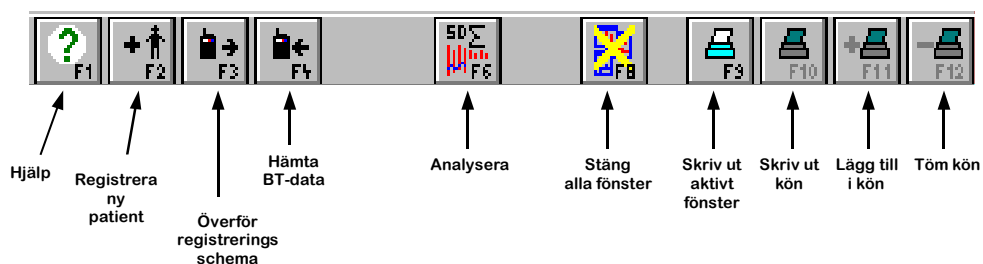 F1
F2
F3
F4
SD∑
F6
F8
F9
F10
F11
F12
Hjälp
Registrera
ny
patient
Överför
registrerings
schema
Hämta
BT-data
Analysera
Stäng
alla fönster
Skriv ut
aktivt
fönster
Skriv ut
kön
Lägg till
i kön
Töm kön